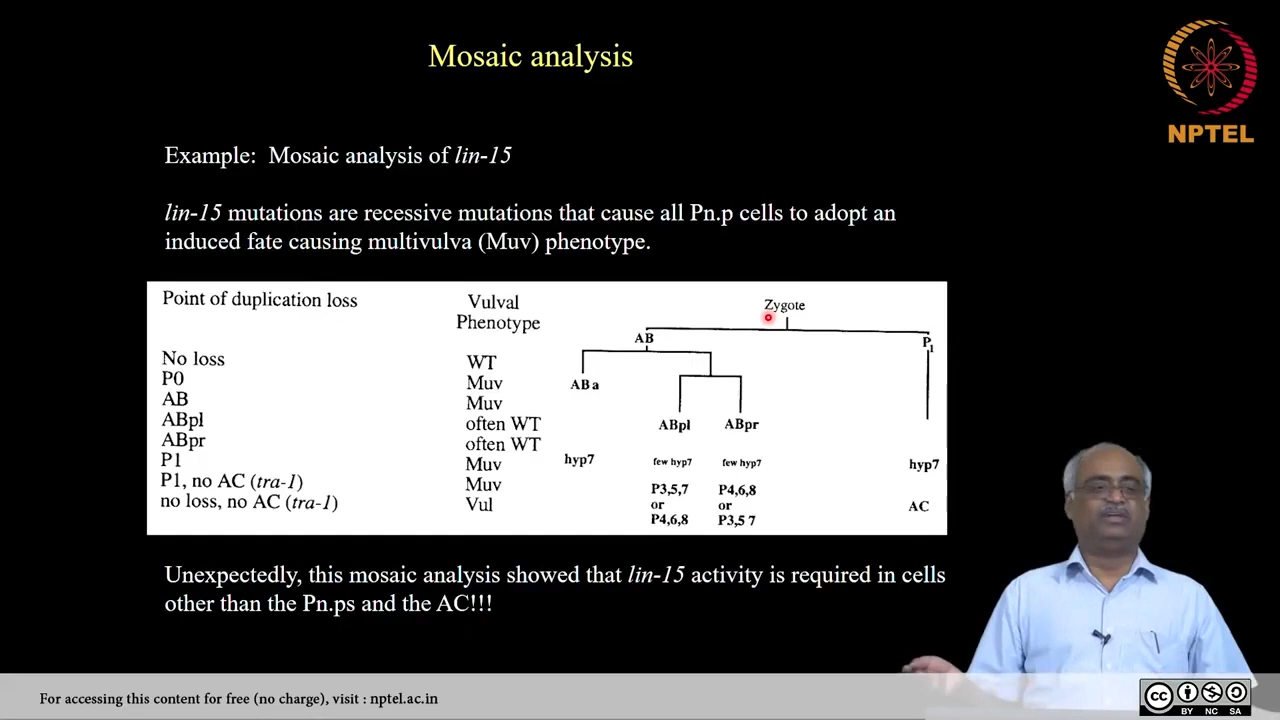 Mosaic analysis
NPTEL
Example: Mosaic analysis of lin-15
lin-15 mutations are recessive mutations that cause all Pn.p cells to adopt an
induced fate causing multivulva (Muv) phenotype.
Point of duplication loss
Vulval
Phenotype
No loss WT
P0 Muv
AB Muv
ABpl often WT
ABpr often WT
P1 Muv
P1, no AC (tra-1) Muv
no loss, no AC (tra-1) Vul
Zygote
AB P1
ABa
ABpl ABpr
hyp7 few hyp7 few hyp7 hyp7
P3,5,7 P4,6,8
or or AC
P4,6,8 P3,5 7
Unexpectedly, this mosaic analysis showed that lin-15 activity is required in cells
other than the Pn.ps and the AC!!!
For accessing this content for free (no charge), visit : nptel.ac.in
cc BY NC SA